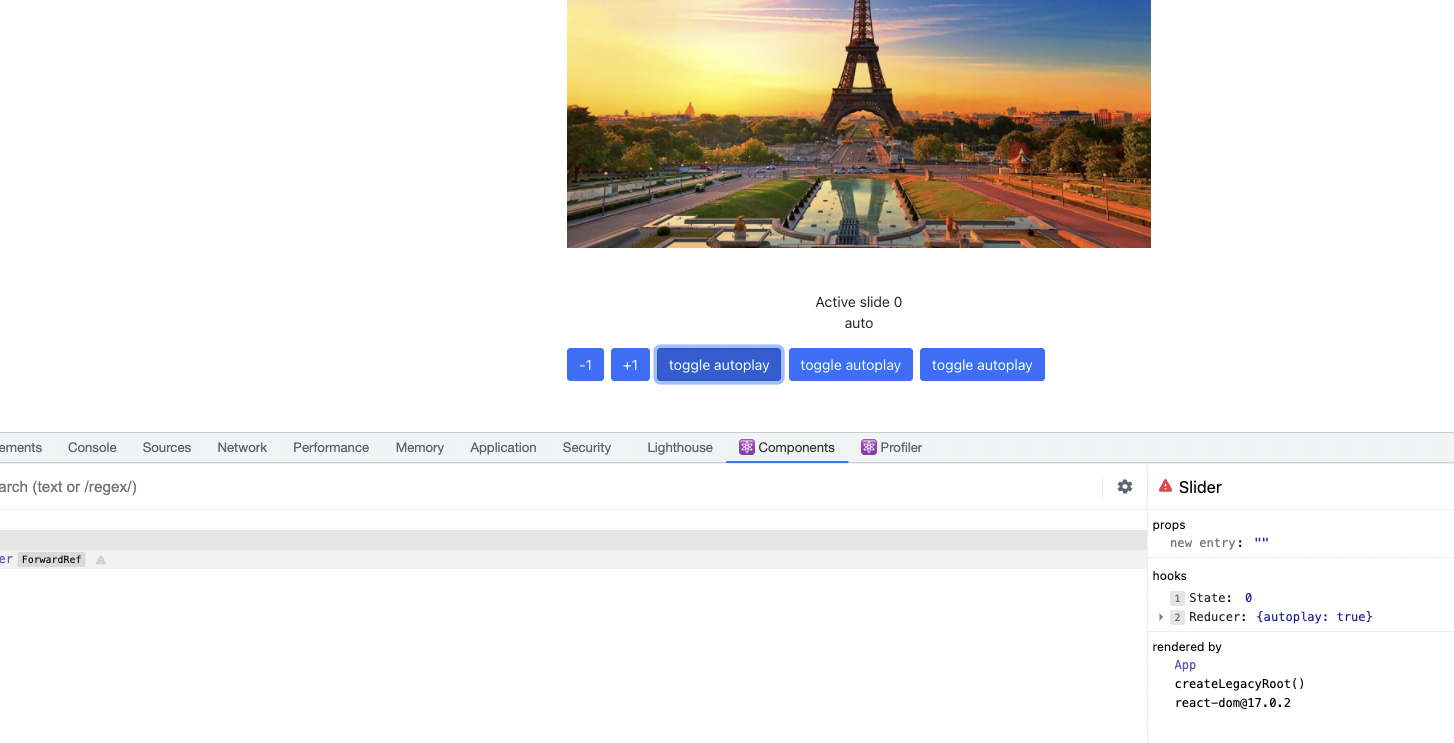 Active slide 0
auto
-1 +1 toggle autoplay toggle autoplay toggle autoplay
ements Console Sources Network Performance Memory Application Security Lighthouse Components Profiler
arch (text or /regex/)
er ForwardRef
Slider
props
new entry: ""
hooks
1 State: 0
2 Reducer: {autoplay: true}
rendered by
App
createLegacyRoot()
react-dom@17.0.2